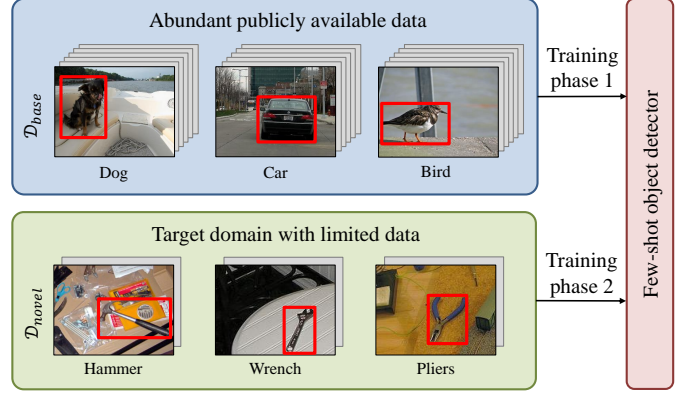 Abundant publicly available data
𝒟base
Dog
Car
Bird
Training
phase 1
Target domain with limited data
𝒟novel
Hammer
Wrench
Pliers
Training
phase 2
Few-shot object detector